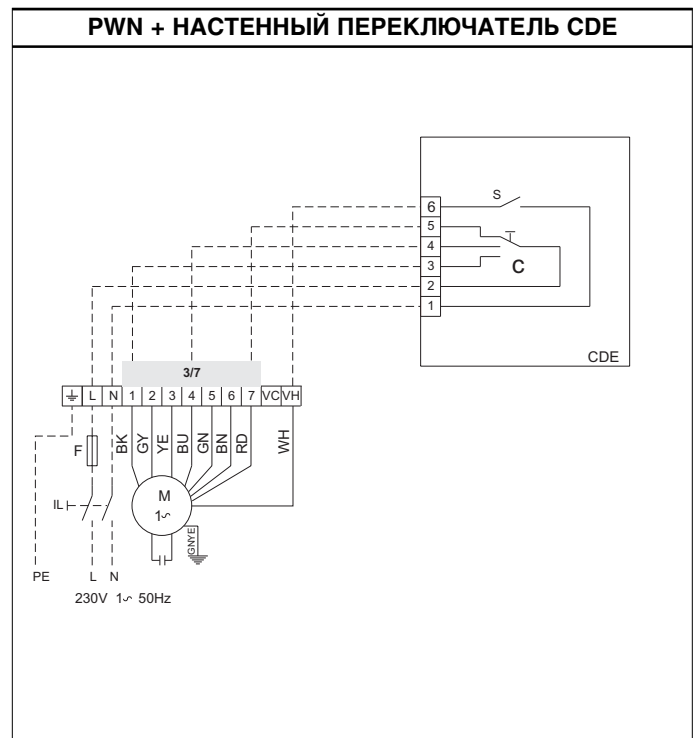 PWN + НАСТЕННЫЙ ПЕРЕКЛЮЧАТЕЛЬ CDE
S
6
5
4
3
2
1
C
CDE
3/7
L N 1 2 3 4 5 6 7 VC VH
F
BK GY YE BU GN BN RD WH
IL
M
1~
GNYE
PE L N
230V 1~ 50Hz